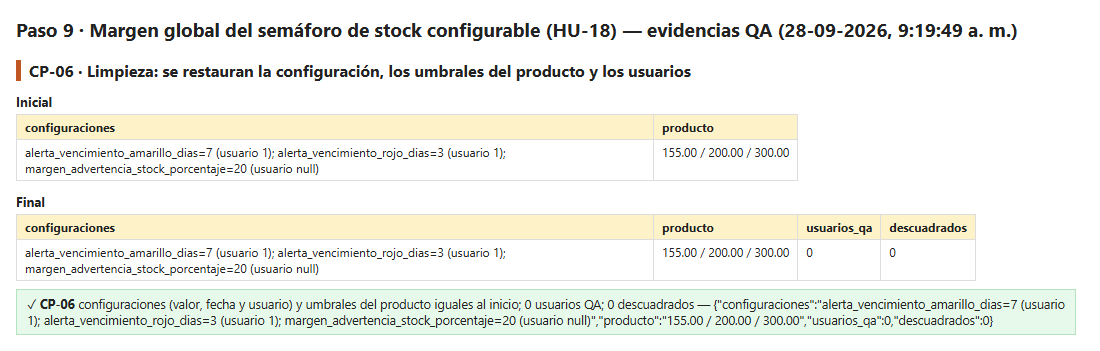 Paso 9 · Margen global del semáforo de stock configurable (HU-18) — evidencias QA (28-09-2026, 9:19:49 a. m.)
CP-06 · Limpieza: se restauran la configuración, los umbrales del producto y los usuarios
Inicial
configuraciones producto
alerta_vencimiento_amarillo_dias=7 (usuario 1); alerta_vencimiento_rojo_dias=3 (usuario 1); 155.00 / 200.00 / 300.00
margen_advertencia_stock_porcentaje=20 (usuario null)
Final
configuraciones producto usuarios_qa descuadrados
alerta_vencimiento_amarillo_dias=7 (usuario 1); alerta_vencimiento_rojo_dias=3 (usuario 1); 155.00 / 200.00 / 300.00 0 0
margen_advertencia_stock_porcentaje=20 (usuario null)
✓ CP-06 configuraciones (valor, fecha y usuario) y umbrales del producto iguales al inicio; 0 usuarios QA; 0 descuadrados — {"configuraciones":"alerta_vencimiento_amarillo_dias=7 (usuario
1); alerta_vencimiento_rojo_dias=3 (usuario 1); margen_advertencia_stock_porcentaje=20 (usuario null)","producto":"155.00 / 200.00 / 300.00","usuarios_qa":0,"descuadrados":0}